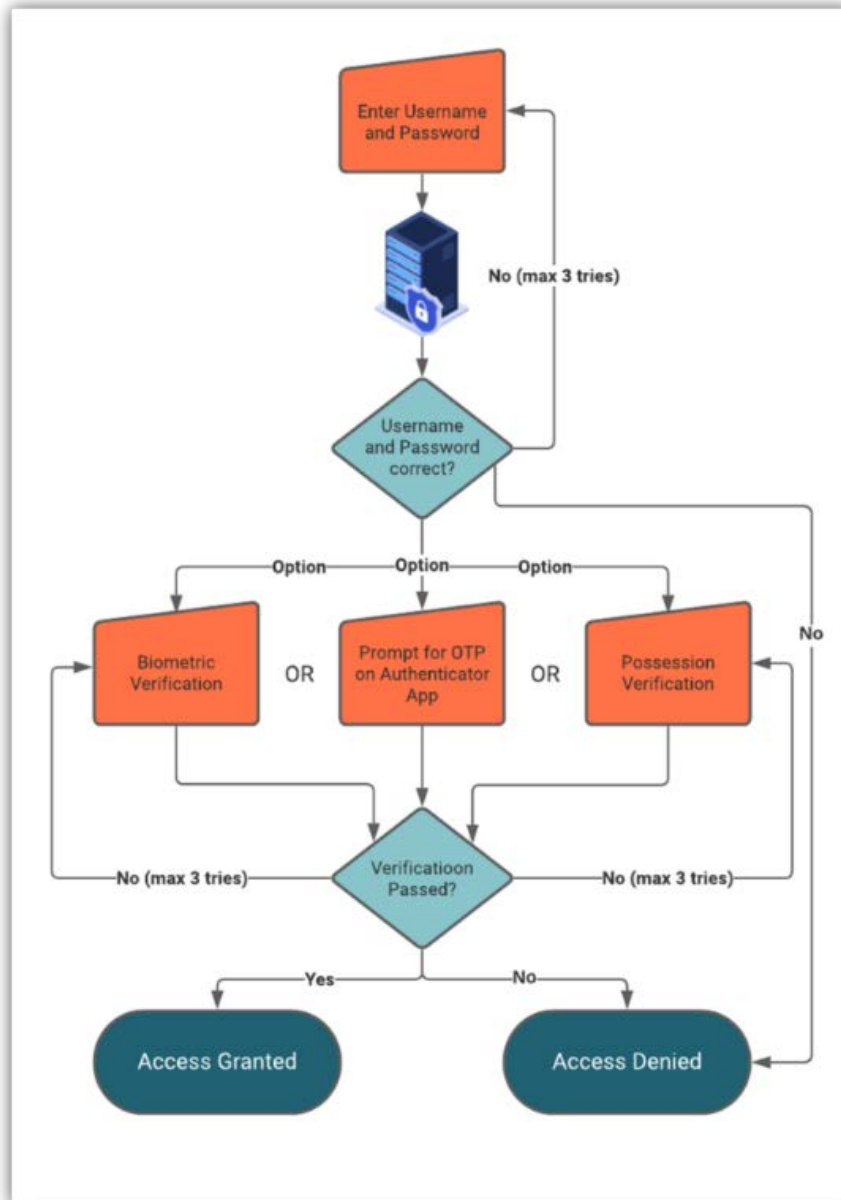 Enter Username
and Password
No (max 3 tries)
Username
and Password
correct?
Option
Option
Option
No
Biometric
Verification
OR
Prompt for OTP
on Authenticator
App
OR
Possession
Verification
No (max 3 tries)
Verificatioon
Passed?
No (max 3 tries)
Yes
No
Access Granted
Access Denied